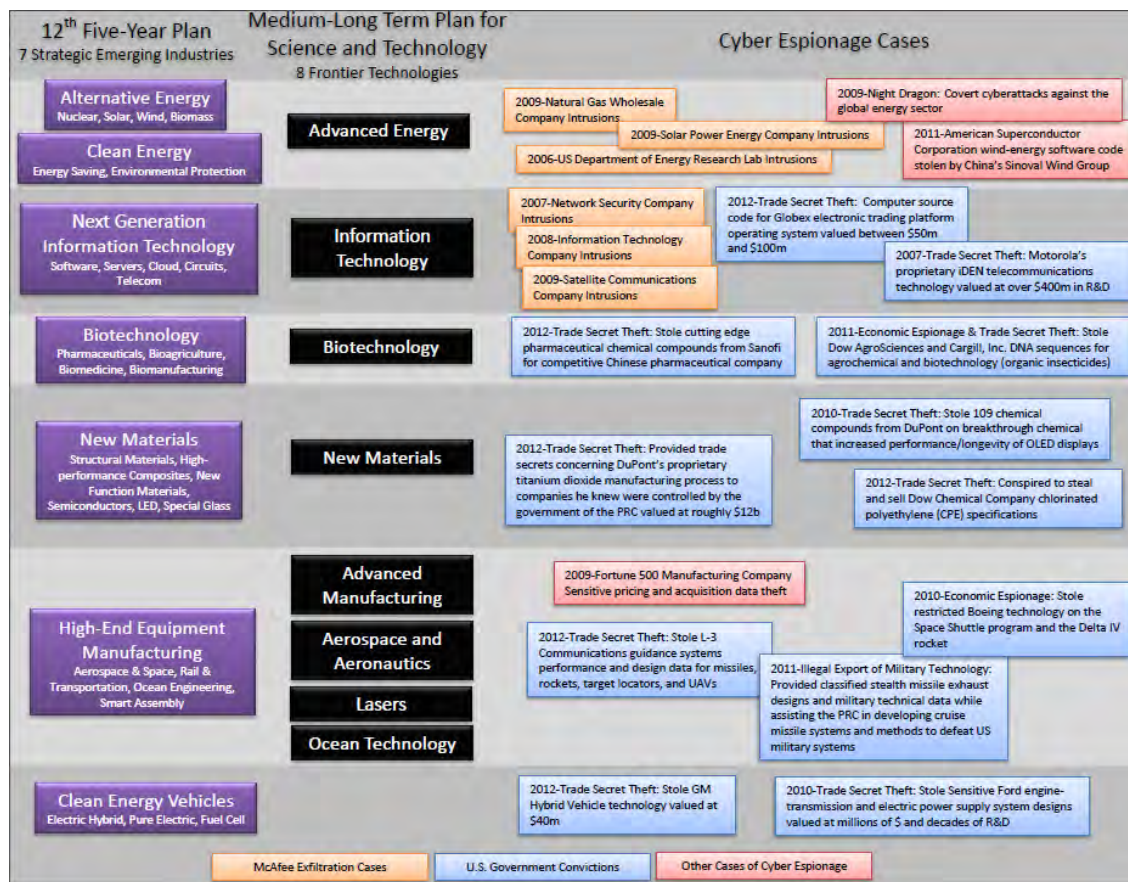 12th Five-Year Plan
7 Strategic Emerging Industries
Medium-Long Term Plan for
Science and Technology
8 Frontier Technologies
Cyber Espionage Cases
Alternative Energy
Nuclear, Solar, Wind, Biomass
Clean Energy
Energy Saving, Environmental Protection
Advanced Energy
2009-Natural Gas Wholesale
Company Intrusions
2009-Solar Power Energy Company Intrusions
2006-US Department of Energy Research Lab Intrusions
2009-Night Dragon: Covert cyberattacks against the
global energy sector
2011-American Superconductor
Corporation wind-energy software code
stolen by China's Sinoval Wind Group
Next Generation
Information Technology
Software, Servers, Cloud, Circuits,
Telecom
Information
Technology
2007-Network Security Company
Intrusions
2008-Information Technology
Company Intrusions
2009-Satellite Communications
Company Intrusions
2012-Trade Secret Theft: Computer source
code for Globex electronic trading platform
operating system valued between $50m
and $100m
2007-Trade Secret Theft: Motorola's
proprietary iDEN telecommunications
technology valued at over $400m in R&D
Biotechnology
Pharmaceuticals, Bioagriculture,
Biomedicine, Biomanufacturing
Biotechnology
2012-Trade Secret Theft: Stole cutting edge
pharmaceutical chemical compounds from Sanofi
for competitive Chinese pharmaceutical company
2011-Economic Espionage & Trade Secret Theft: Stole
Dow AgroSciences and Cargill, Inc. DNA sequences for
agrochemical and biotechnology (organic insecticides)
New Materials
Structural Materials, High-
performance Composites, New
Function Materials,
Semiconductors, LED, Special Glass
New Materials
2012-Trade Secret Theft: Provided trade
secrets concerning DuPont's proprietary
titanium dioxide manufacturing process to
companies he knew were controlled by the
government of the PRC valued at roughly $12b
2010-Trade Secret Theft: Stole 109 chemical
compounds from DuPont on breakthrough chemical
that increased performance/longevity of OLED displays
2012-Trade Secret Theft: Conspired to steal
and sell Dow Chemical Company chlorinated
polyethylene (CPE) specifications
High-End Equipment
Manufacturing
Aerospace & Space, Rail &
Transportation, Ocean Engineering,
Smart Assembly
Advanced
Manufacturing
Aerospace and
Aeronautics
Lasers
Ocean Technology
2009-Fortune 500 Manufacturing Company
Sensitive pricing and acquisition data theft
2012-Trade Secret Theft: Stole L-3
Communications guidance systems
performance and design data for missiles,
rockets, target locators, and UAVs
2010-Economic Espionage: Stole
restricted Boeing technology on the
Space Shuttle program and the Delta IV
rocket
2011-Illegal Export of Military Technology:
Provided classified stealth missile exhaust
designs and military technical data while
assisting the PRC in developing cruise
missile systems and methods to defeat US
military systems
Clean Energy Vehicles
Electric Hybrid, Pure Electric, Fuel Cell
2012-Trade Secret Theft: Stole GM
Hybrid Vehicle technology valued at
$40m
2010-Trade Secret Theft: Stole Sensitive Ford engine-
transmission and electric power supply system designs
valued at millions of $ and decades of R&D
McAfee Exfiltration Cases
U.S. Government Convictions
Other Cases of Cyber Espionage